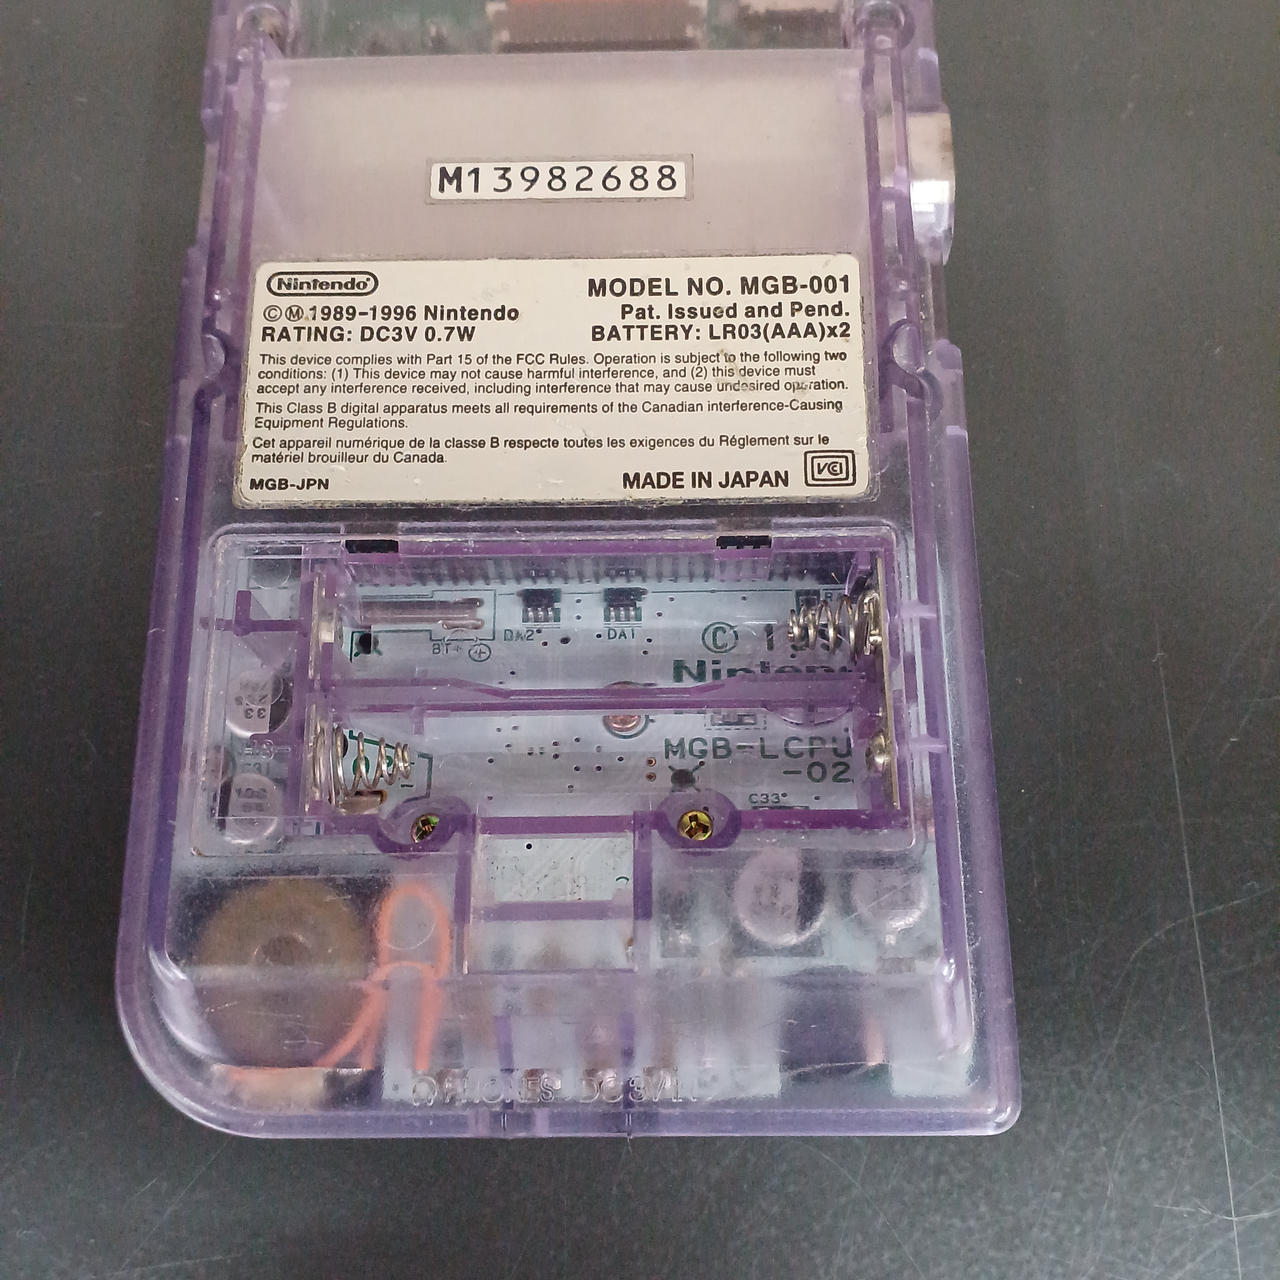 M13982688
Nintendo
MODEL NO. MGB-001
©Ⓜ1989-1996 Nintendo
Pat. Issued and Pend.
RATING: DC3V 0.7W
BATTERY: LR03(AAA)x2
This device complies with Part 15 of the FCC Rules. Operation is subject to the following two
conditions: (1) This device may not cause harmful interference, and (2) this device must
accept any interference received, including interference that may cause undesired operation.
This Class B digital apparatus meets all requirements of the Canadian interference-Causing
Equipment Regulations.
Cet appareil numérique de la classe B respecte toutes les exigences du Réglement sur le
matériel brouilleur du Canada.
MGB-JPN
MADE IN JAPAN
VCI
DA2
DA1
BT+
©
Nintendo
MGB-LCPU
-02
C33
PHONES DC 3V IN